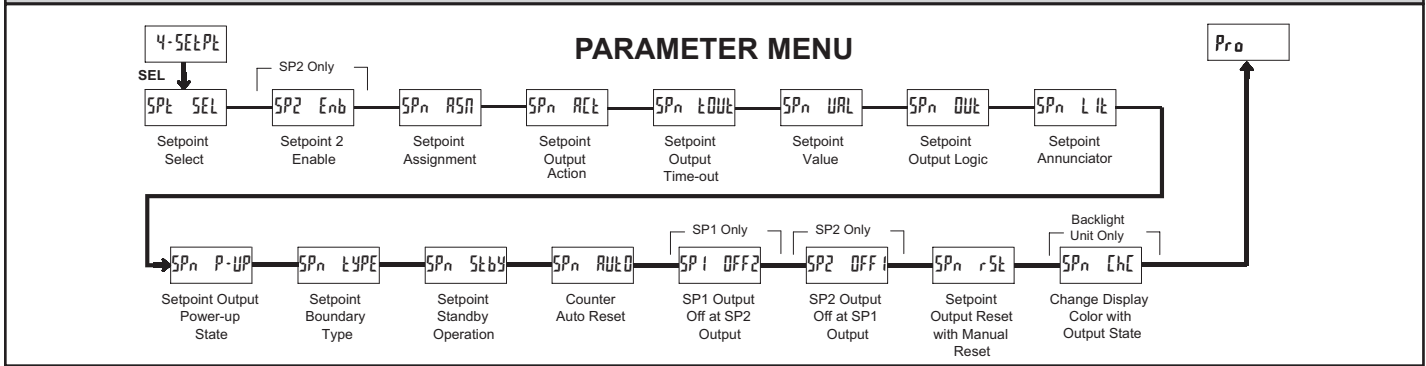 4-SEtPt
PARAMETER MENU
Pro
SEL
SP2 Only
SPt SEL
SP2 Enb
SPn ASN
SPn ACt
SPn tOUt
SPn VAL
SPn OUt
SPn LIt
Setpoint
Select
Setpoint 2
Enable
Setpoint
Assignment
Setpoint
Output
Action
Setpoint
Output
Time-out
Setpoint
Value
Setpoint
Output Logic
Setpoint
Annunciator
SP1 Only
SP2 Only
Backlight
Unit Only
SPn P-UP
SPn tYPE
SPn Stby
SPn AUtO
SP1 OFF2
SP2 OFF1
SPn rSt
SPn ChC
Setpoint Output
Power-up
State
Setpoint
Boundary
Type
Setpoint
Standby
Operation
Counter
Auto Reset
SP1 Output
Off at SP2
Output
SP2 Output
Off at SP1
Output
Setpoint
Output Reset
with Manual
Reset
Change Display
Color with
Output State